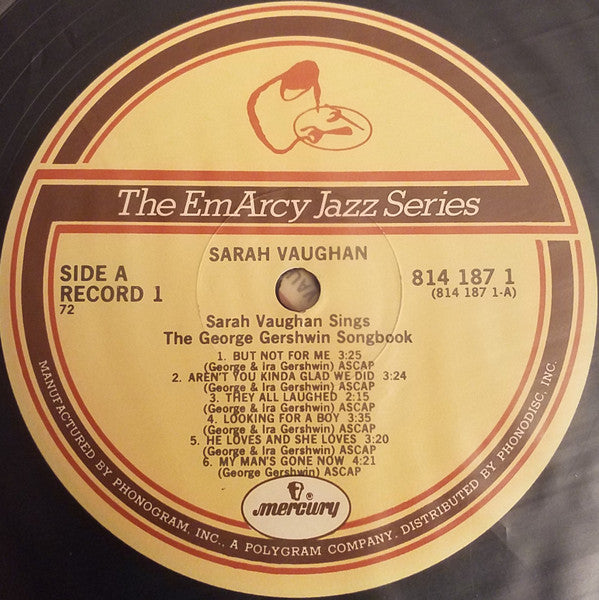 The EmArcy Jazz Series
SARAH VAUGHAN
SIDE A
RECORD 1
72
814 187 1
(814 187 1-A)
Sarah Vaughan Sings
The George Gershwin Songbook
1. BUT NOT FOR ME 3:25
(George & Ira Gershwin) ASCAP
2. AREN'T YOU KINDA GLAD WE DID 3:24
(George & Ira Gershwin) ASCAP
3. THEY ALL LAUGHED 2:15
(George & Ira Gershwin) ASCAP
4. LOOKING FOR A BOY 3:35
(George & Ira Gershwin) ASCAP
5. HE LOVES AND SHE LOVES 3:20
(George & Ira Gershwin) ASCAP
6. MY MAN'S GONE NOW 4:21
(George Gershwin) ASCAP
®
mercury
MANUFACTURED BY PHONOGRAM, INC., A POLYGRAM COMPANY. DISTRIBUTED BY PHONODISC, INC.